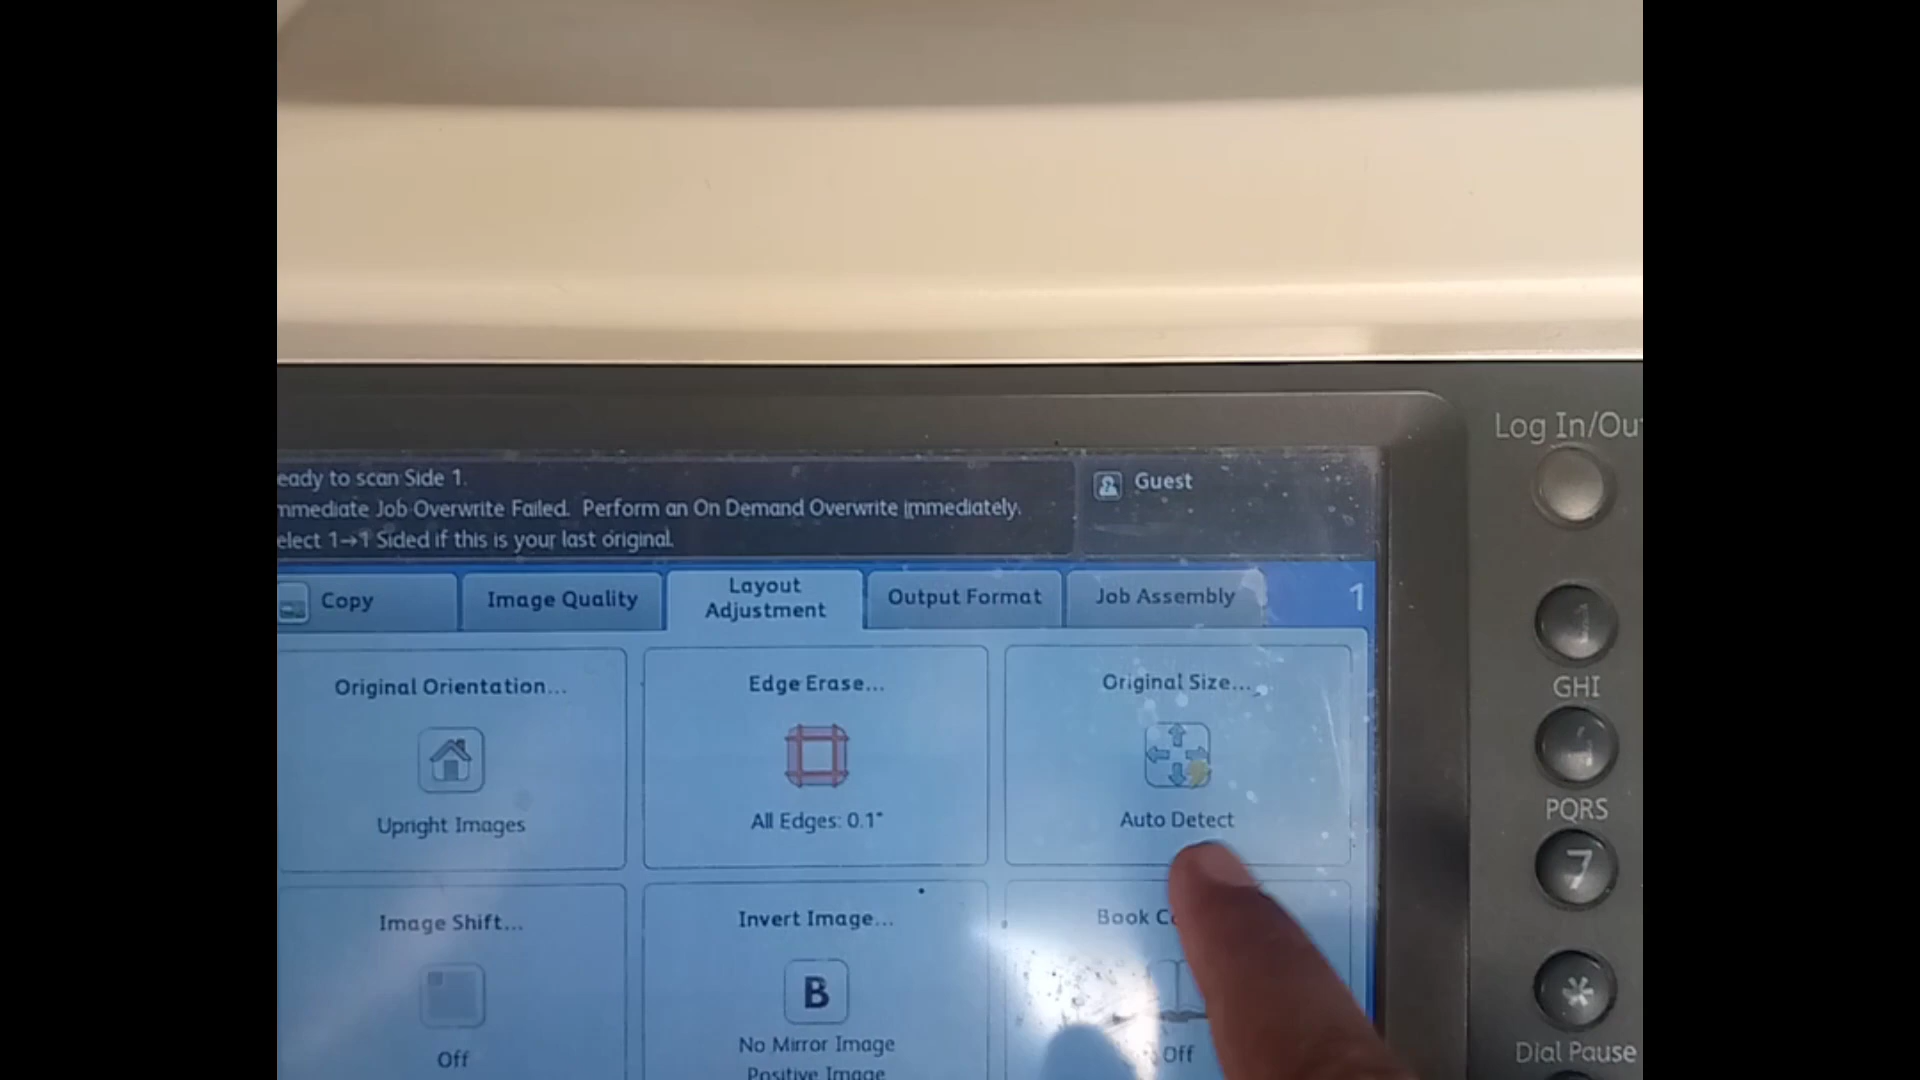 Log In/Ou
eady to scan Side 1.
mmediate Job Overwrite Failed. Perform an On Demand Overwrite immediately.
elect 1→1 Sided if this is your last original.
Guest
Copy
Image Quality
Layout
Adjustment
Output Format
Job Assembly
1
Original Orientation...
Upright Images
Edge Erase...
All Edges: 0.1"
Original Size...
Auto Detect
Image Shift...
Off
Invert Image...
B
No Mirror Image
Positive Image
Book C
Off
1
GHI
4
PQRS
7
*
Dial Pause